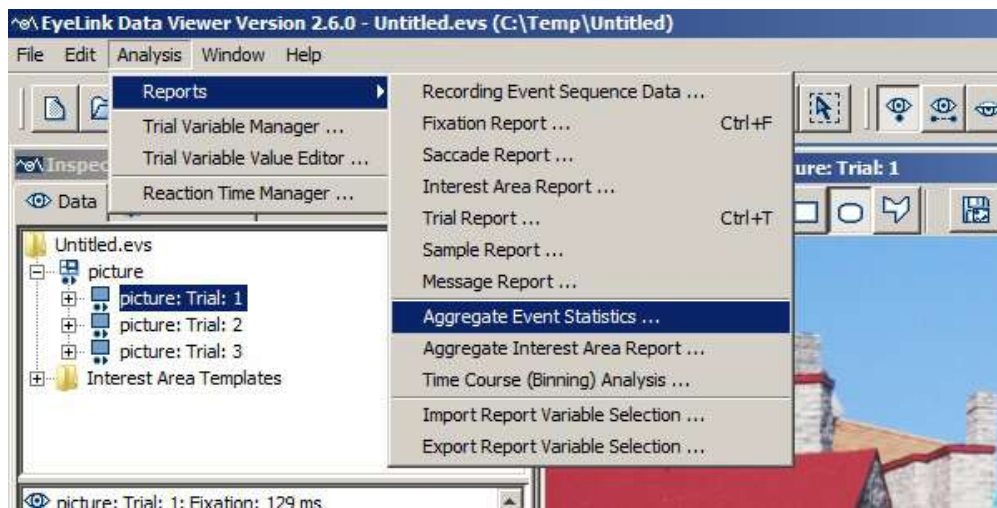 EyeLink Data Viewer Version 2.6.0 - Untitled.evs (C:\Temp\Untitled)
File Edit Analysis Window Help
Reports
Trial Variable Manager ...
Trial Variable Value Editor ...
Reaction Time Manager ...
Recording Event Sequence Data ...
Fixation Report ... Ctrl+F
Saccade Report ...
Interest Area Report ...
Trial Report ... Ctrl+T
Sample Report ...
Message Report ...
Aggregate Event Statistics ...
Aggregate Interest Area Report ...
Time Course (Binning) Analysis ...
Import Report Variable Selection ...
Export Report Variable Selection ...
Inspec
ure: Trial: 1
Data
Untitled.evs
picture
picture: Trial: 1
picture: Trial: 2
picture: Trial: 3
Interest Area Templates
picture: Trial: 1: Fixation: 129 ms